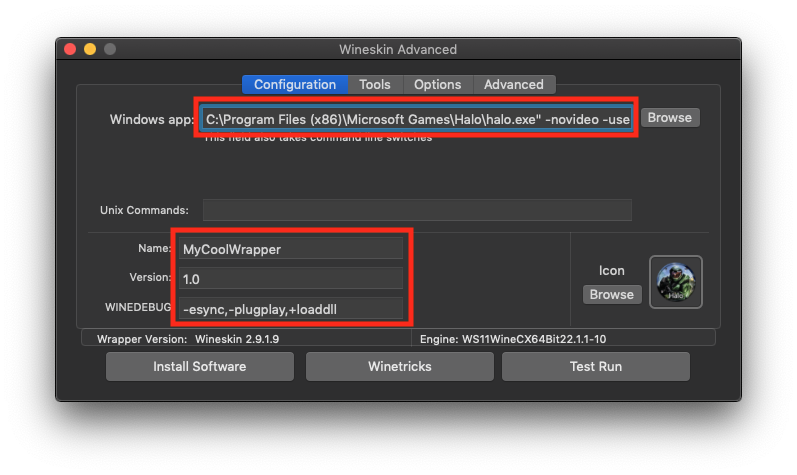 Wineskin Advanced
Configuration Tools Options Advanced
Windows app: C:\Program Files (x86)\Microsoft Games\Halo\halo.exe" -novideo -use Browse
This field also takes command line switches
Unix Commands:
Name: MyCoolWrapper
Version: 1.0
Icon
WINEDEBUG -esync,-plugplay,+loaddll
Browse
Halo
Wrapper Version: Wineskin 2.9.1.9 Engine: WS11WineCX64Bit22.1.1-10
Install Software Winetricks Test Run